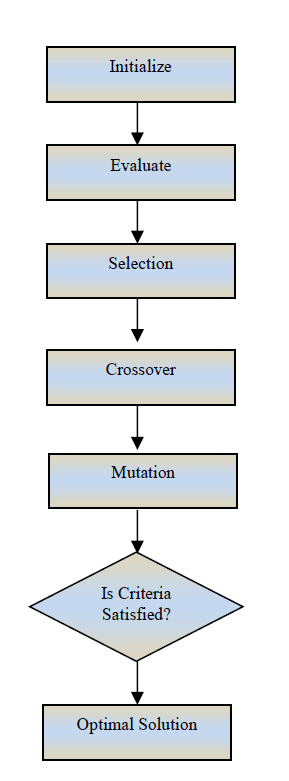 Initialize
Evaluate
Selection
Crossover
Mutation
Is Criteria
Satisfied?
Optimal Solution